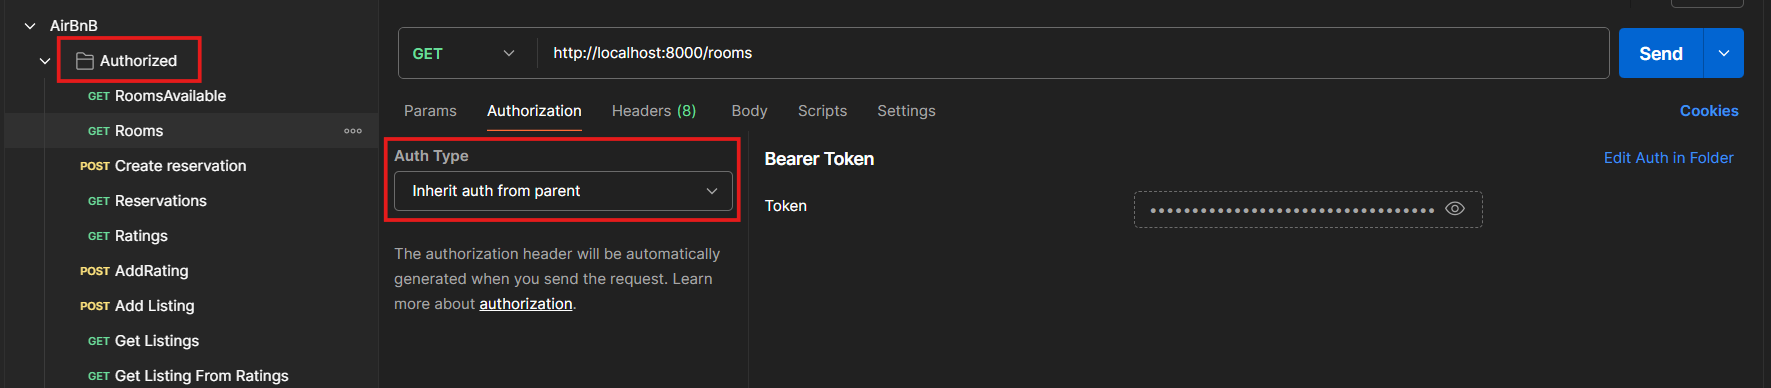 AirBnB
Authorized
GET RoomsAvailable
GET Rooms
POST Create reservation
GET Reservations
GET Ratings
POST AddRating
POST Add Listing
GET Get Listings
GET Get Listing From Ratings
GET http://localhost:8000/rooms Send
Params Authorization Headers (8) Body Scripts Settings Cookies
Auth Type
Inherit auth from parent
The authorization header will be automatically
generated when you send the request. Learn
more about authorization.
Bearer Token Edit Auth in Folder
Token